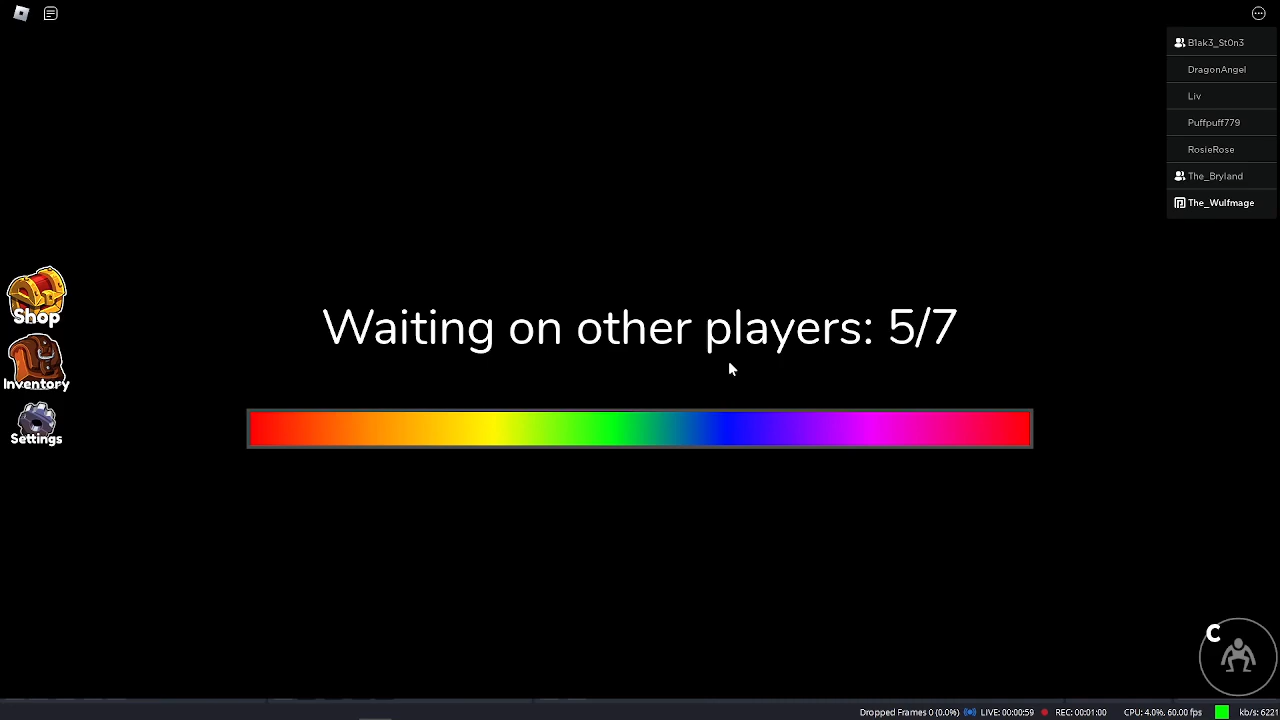 B1ak3_St0n3
DragonAngel
Liv
Puffpuff779
RosieRose
The_Bryland
The_Wulfmage
Shop
Inventory
Settings
Waiting on other players: 5/7
C
Dropped Frames 0 (0.0%) LIVE: 00:00:59 REC: 00:01:00 CPU: 4.0%, 60.00 fps kb/s: 6221